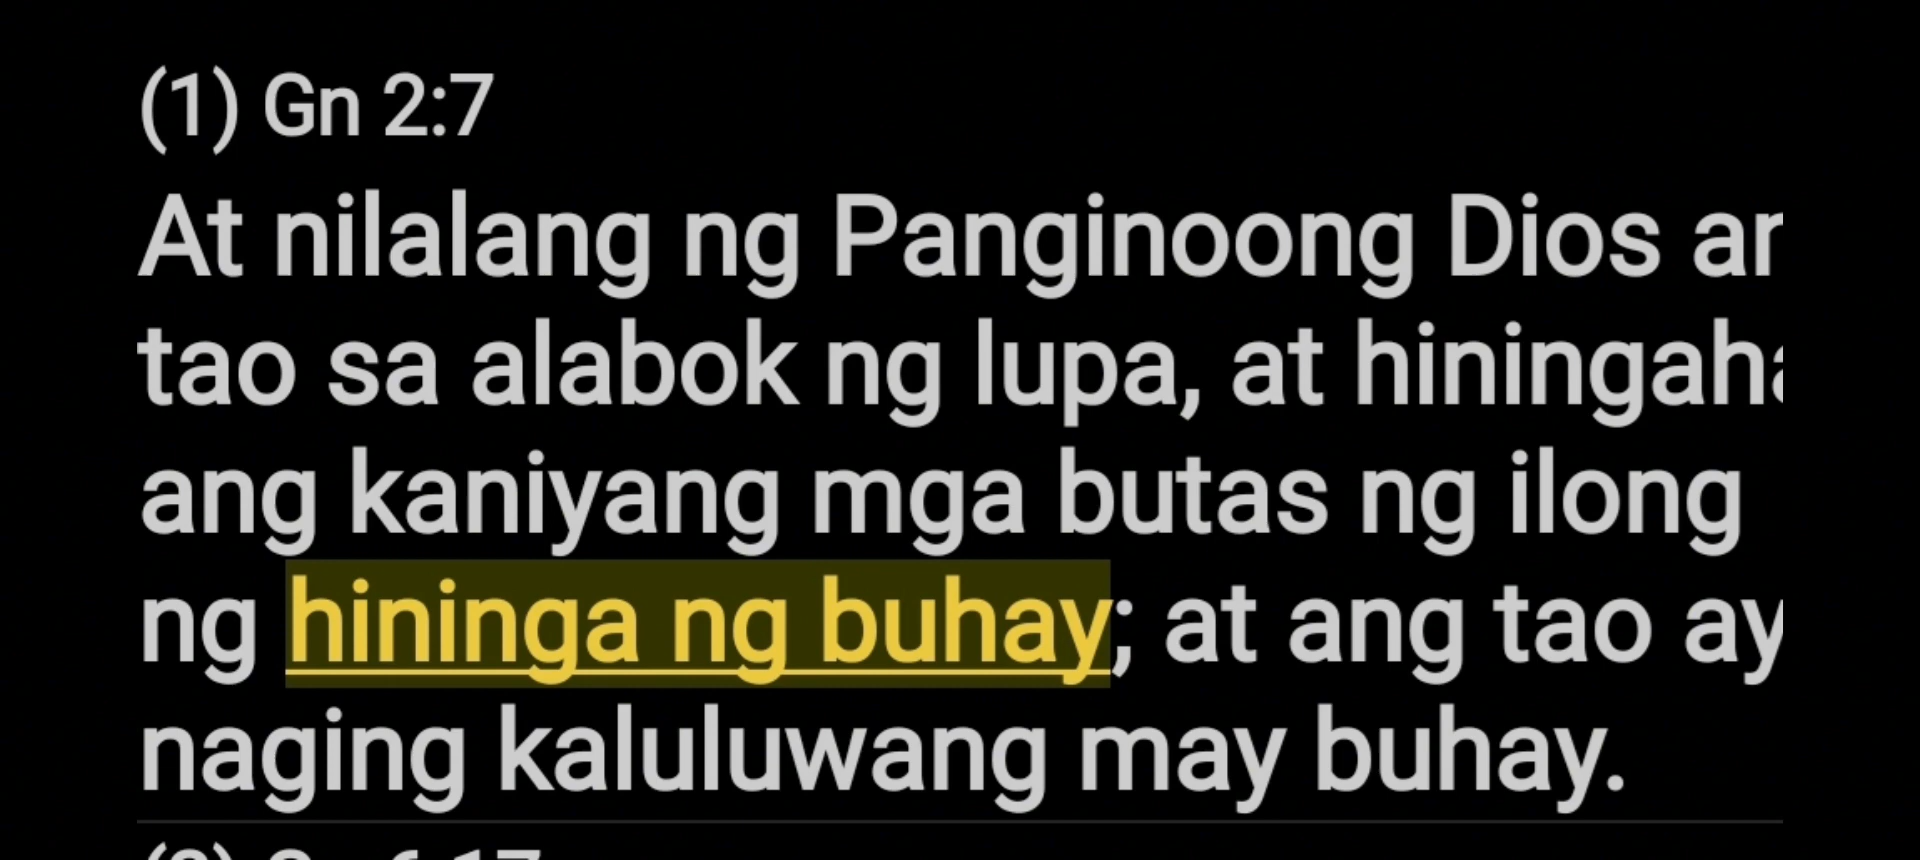 (1) Gn 2:7
At nilalang ng Panginoong Dios
tao sa alabok ng lupa, at
ang kaniyang mga butas ng ilong
ng hininga ng buhay; at ang tao ay
naging kaluluwang may buhay.